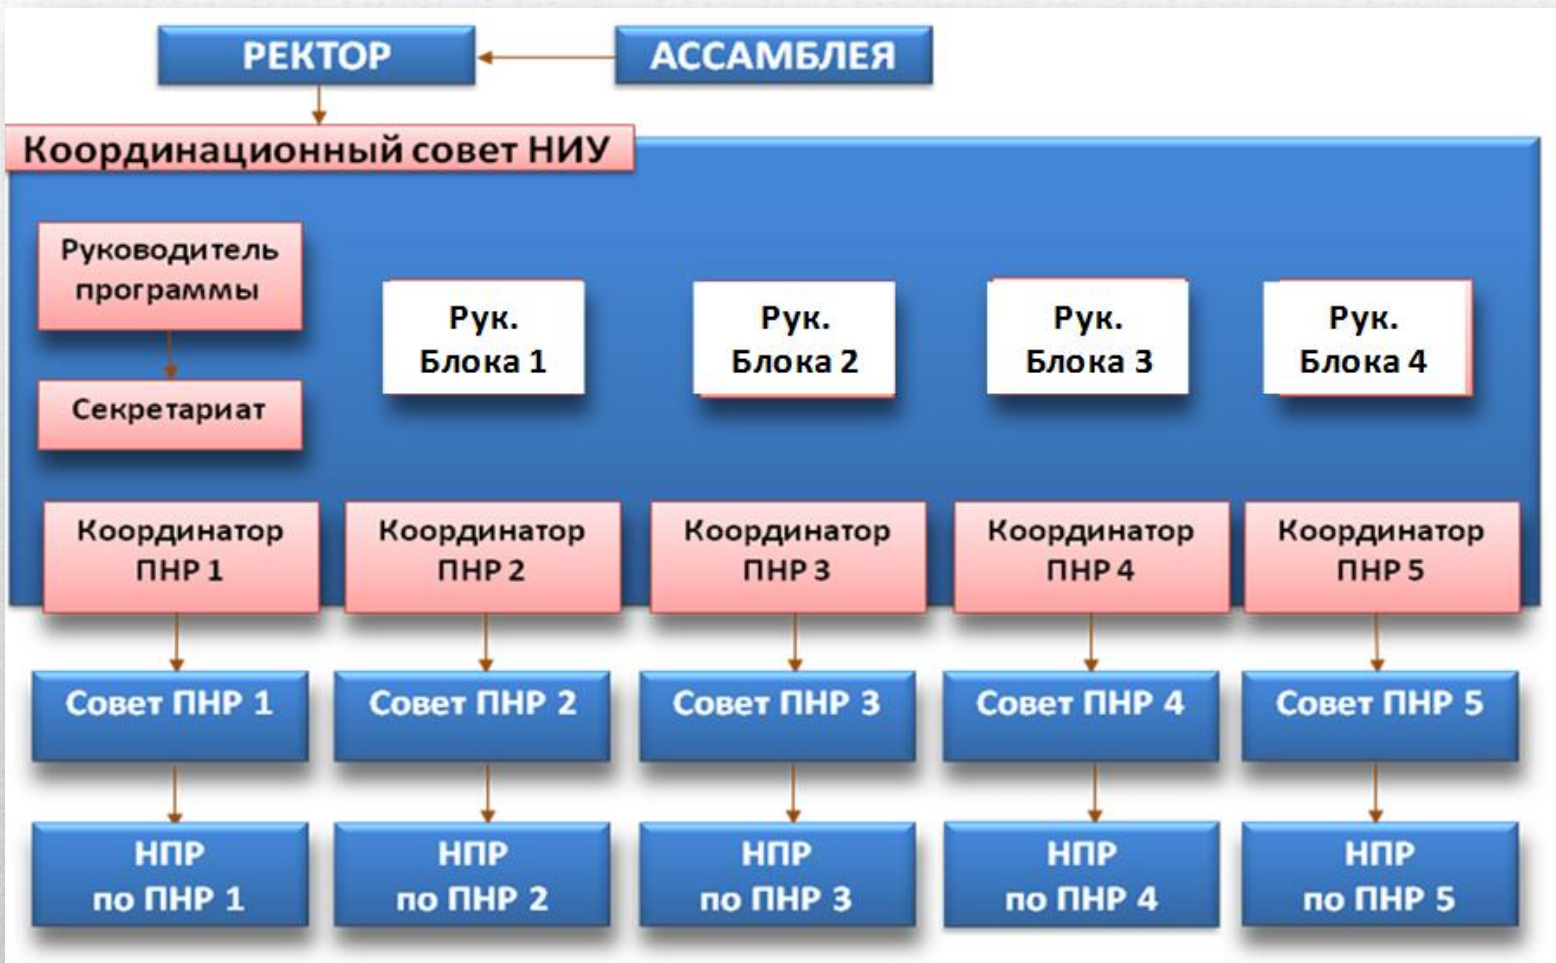 РЕКТОР
АССАМБЛЕЯ
Координационный совет НИУ
Руководитель
программы
Секретариат
Рук.
Блока 1
Рук.
Блока 2
Рук.
Блока 3
Рук.
Блока 4
Координатор
ПНР 1
Координатор
ПНР 2
Координатор
ПНР 3
Координатор
ПНР 4
Координатор
ПНР 5
Совет ПНР 1
Совет ПНР 2
Совет ПНР 3
Совет ПНР 4
Совет ПНР 5
НПР
по ПНР 1
НПР
по ПНР 2
НПР
по ПНР 3
НПР
по ПНР 4
НПР
по ПНР 5